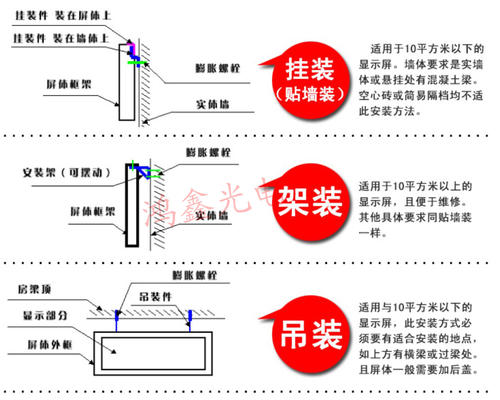 挂装件 装在屏体上
挂装件 装在墙体上
膨胀螺栓
屏体框架
实体墙
挂装
(贴墙装)
适用于10平方米以下的
显示屏。墙体要求是实墙
体或悬挂处有混凝土梁。
空心砖或简易隔档均不适
此安装方法。
膨胀螺栓
安装架（可摆动）
屏体框架
实体墙
鸿鑫光电
架装
适用于10平方米以上的
显示屏，且便于维修。
其他具体要求同贴墙装
一样。
房梁顶
膨胀螺栓
吊装件
显示部分
屏体外框
吊装
适用与10平方米以下的
显示屏，此安装方式必
须要有适合安装的地点，
如上方有横梁或过梁处。
且屏体一般需要加后盖。